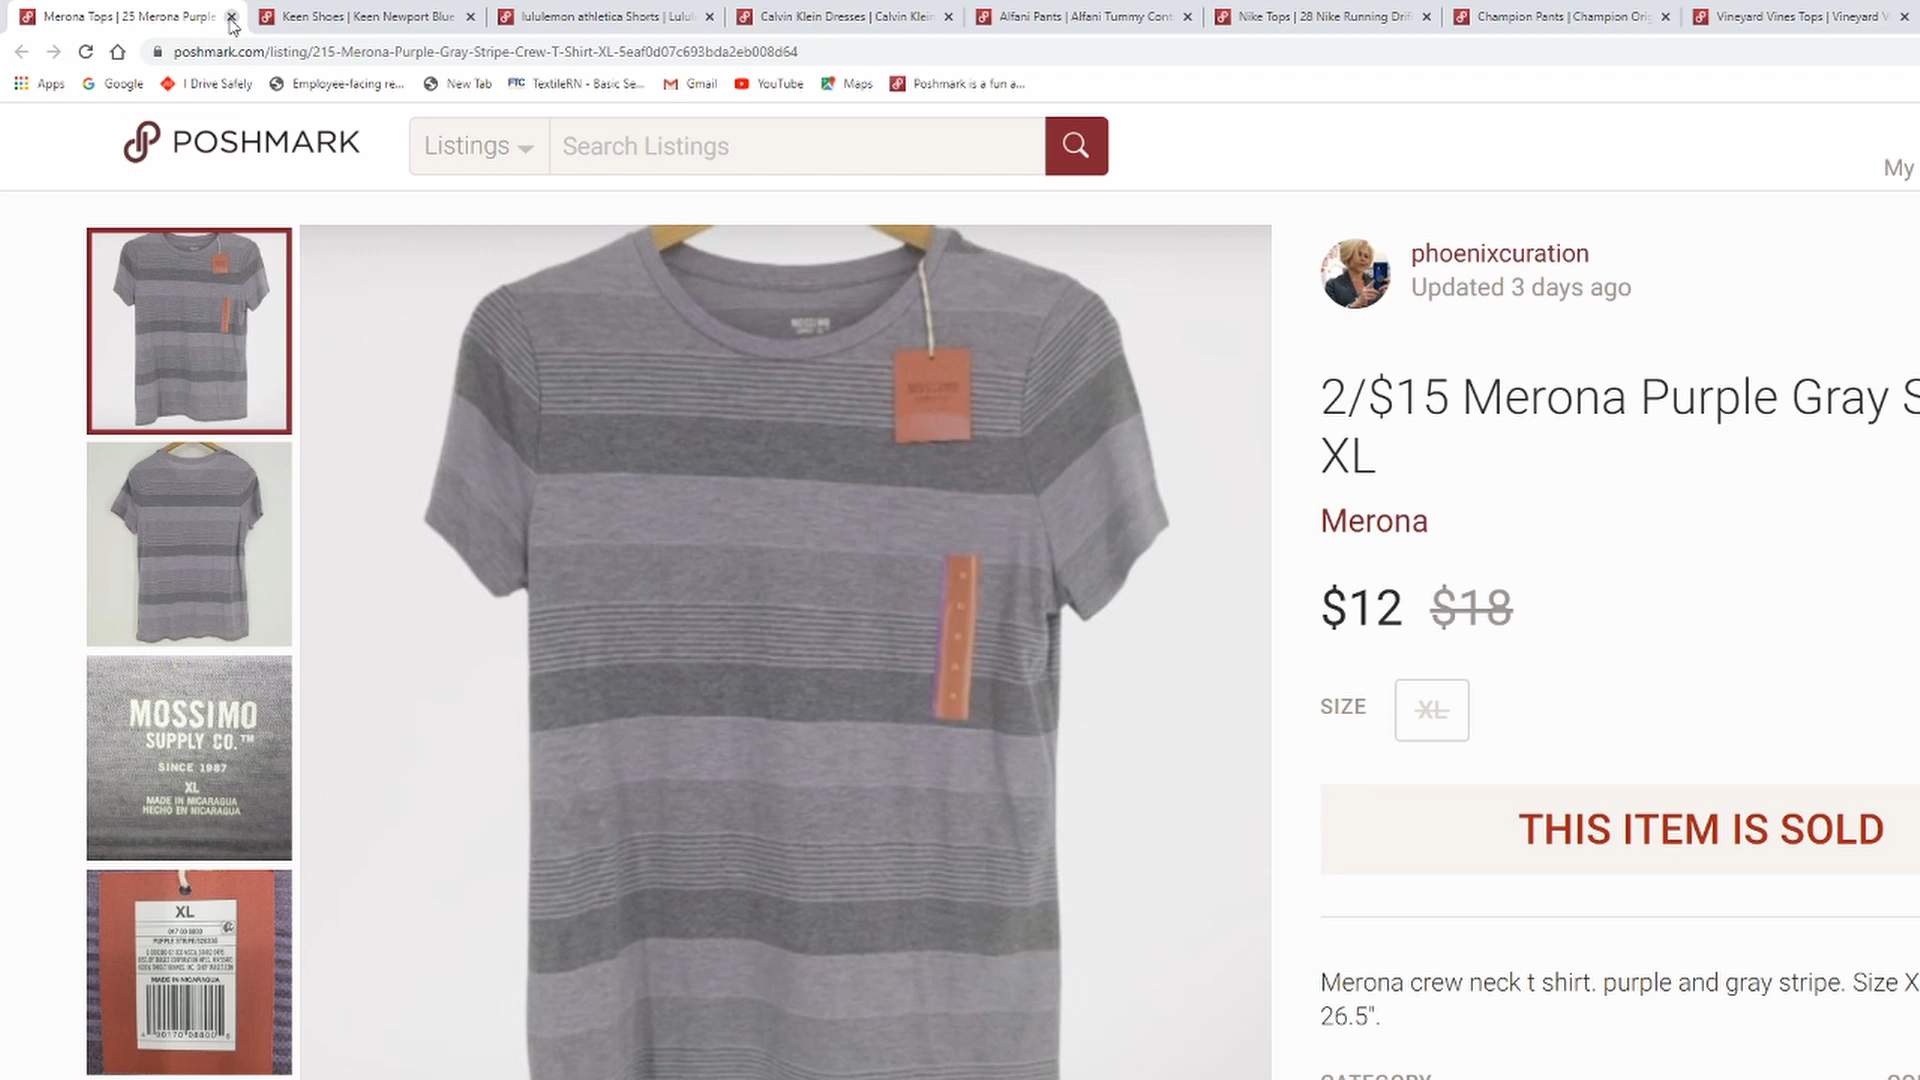 Merona Tops | 25 Merona Purple
Keen Shoes | Keen Newport Blue
lululemon athletica Shorts | Lulul
Calvin Klein Dresses | Calvin Klein
Alfani Pants | Alfani Tummy Cont
Nike Tops | 28 Nike Running Drif
Champion Pants | Champion Orig
Vineyard Vines Tops | Vineyard V
poshmark.com/listing/215-Merona-Purple-Gray-Stripe-Crew-T-Shirt-XL-5eaf0d07c693bda2eb008d64
Apps
Google
I Drive Safely
Employee-facing re...
New Tab
FTC
TextileRN - Basic Se...
Gmail
YouTube
Maps
Poshmark is a fun a...
POSHMARK
Listings
Search Listings
My
phoenixcuration
Updated 3 days ago
2/$15 Merona Purple Gray S
XL
Merona
$12 $18
SIZE XL
THIS ITEM IS SOLD
Merona crew neck t shirt. purple and gray stripe. Size X
26.5".
MOSSIMO
MOSSIMO
MOSSIMO
SUPPLY CO.™
SINCE 1987
XL
MADE IN NICARAGUA
HECHO EN NICARAGUA
XL
MADE IN NICARAGUA